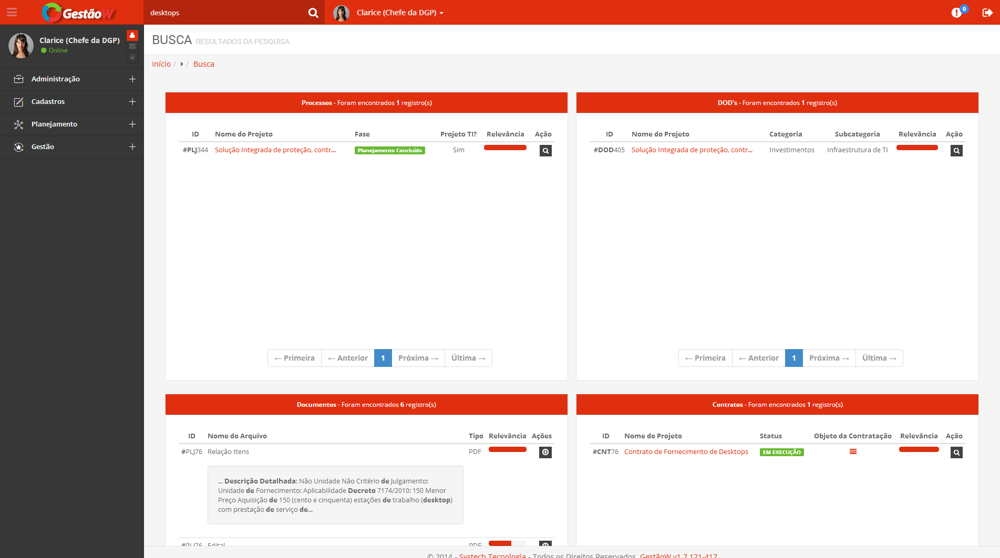 GestãoW
desktops
Clarice (Chefe da DGP)
0
Clarice (Chefe da DGP)
Online
Administração
Cadastros
Planejamento
Gestão
BUSCA RESULTADOS DA PESQUISA
Início / / Busca
Processos - Foram encontrados 1 registro(s)
ID Nome do Projeto Fase Projeto TI? Relevância Ação
#PLJ344 Solução Integrada de proteção, contr... Planejamento Concluído Sim
← Primeira ← Anterior 1 Próxima → Última →
DOD's - Foram encontrados 1 registro(s)
ID Nome do Projeto Categoria Subcategoria Relevância Ação
#DOD405 Solução Integrada de proteção, contr... Investimentos Infraestrutura de TI
← Primeira ← Anterior 1 Próxima → Última →
Documentos - Foram encontrados 6 registro(s)
ID Nome do Arquivo Tipo Relevância Ações
#PLJ76 Relação Itens PDF
... Descrição Detalhada: Não Unidade Não Critério de Julgamento:
Unidade de Fornecimento: Aplicabilidade Decreto 7174/2010: 150 Menor
Preço Aquisição de 150 (cento e cinquenta) estações de trabalho (desktop)
com prestação de serviço de...
#PLJ76 Edital PDF
Contratos - Foram encontrados 1 registro(s)
ID Nome do Projeto Status Objeto da Contratação Relevância Ação
#CNT76 Contrato de Fornecimento de Desktops EM EXECUÇÃO
© 2014 - Systech Tecnologia - Todos os Direitos Reservados. GestãoW v1.7.121-417